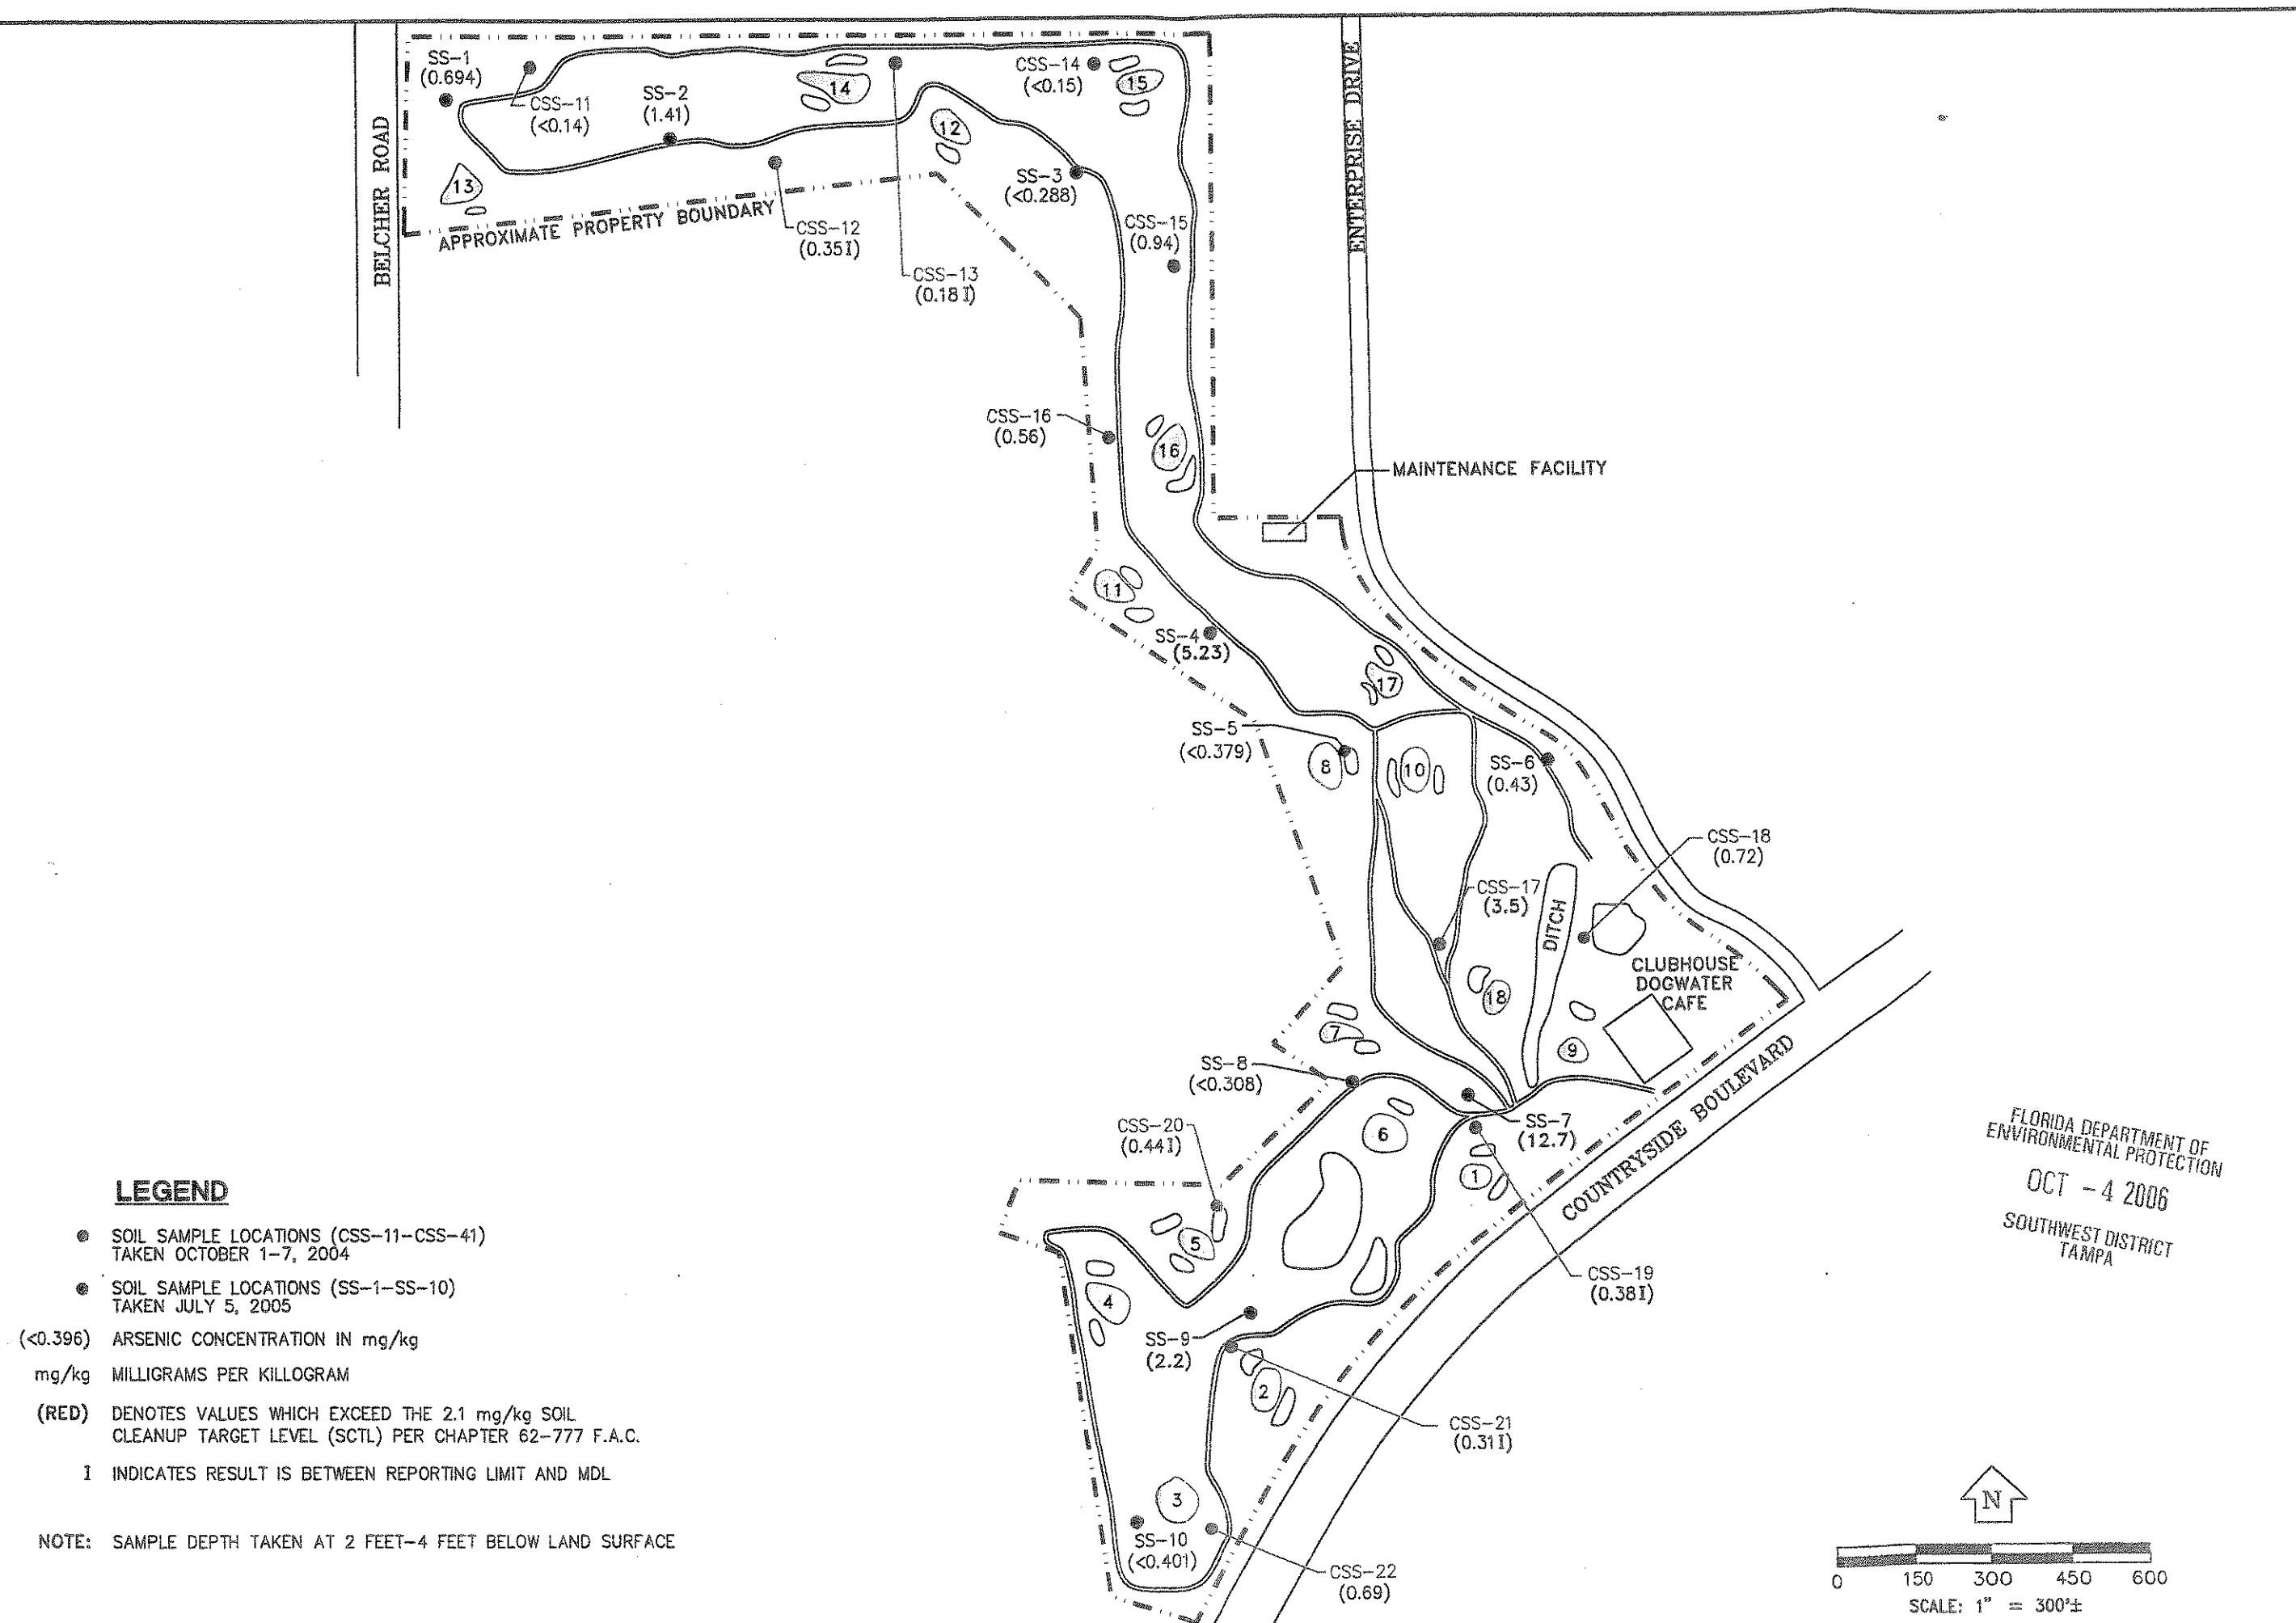 SS-1
(0.694)
CSS-11
(<0.14)
SS-2
(1.41)
14
CSS-14
(<0.15)
15
12
13
SS-3
(<0.288)
CSS-12
(0.35I)
CSS-13
(0.18 I)
CSS-15
(0.94)
APPROXIMATE PROPERTY BOUNDARY
BELCHER ROAD
ENTERPRISE DRIVE
CSS-16
(0.56)
16
MAINTENANCE FACILITY
11
SS-4
(5.23)
17
SS-5
(<0.379)
8
10
SS-6
(0.43)
CSS-18
(0.72)
CSS-17
(3.5)
DITCH
CLUBHOUSE
DOGWATER
CAFE
18
7
9
SS-8
(<0.308)
SS-7
(12.7)
6
CSS-20
(0.44I)
1
COUNTRYSIDE BOULEVARD
5
4
CSS-19
(0.38I)
SS-9
(2.2)
2
CSS-21
(0.31I)
3
SS-10
(<0.401)
CSS-22
(0.69)
LEGEND
SOIL SAMPLE LOCATIONS (CSS-11-CSS-41)
TAKEN OCTOBER 1-7, 2004
SOIL SAMPLE LOCATIONS (SS-1-SS-10)
TAKEN JULY 5, 2005
(<0.396) ARSENIC CONCENTRATION IN mg/kg
mg/kg MILLIGRAMS PER KILLOGRAM
(RED) DENOTES VALUES WHICH EXCEED THE 2.1 mg/kg SOIL
CLEANUP TARGET LEVEL (SCTL) PER CHAPTER 62-777 F.A.C.
I INDICATES RESULT IS BETWEEN REPORTING LIMIT AND MDL
NOTE: SAMPLE DEPTH TAKEN AT 2 FEET-4 FEET BELOW LAND SURFACE
FLORIDA DEPARTMENT OF
ENVIRONMENTAL PROTECTION
OCT - 4 2006
SOUTHWEST DISTRICT
TAMPA
N
0 150 300 450 600
SCALE: 1" = 300'±